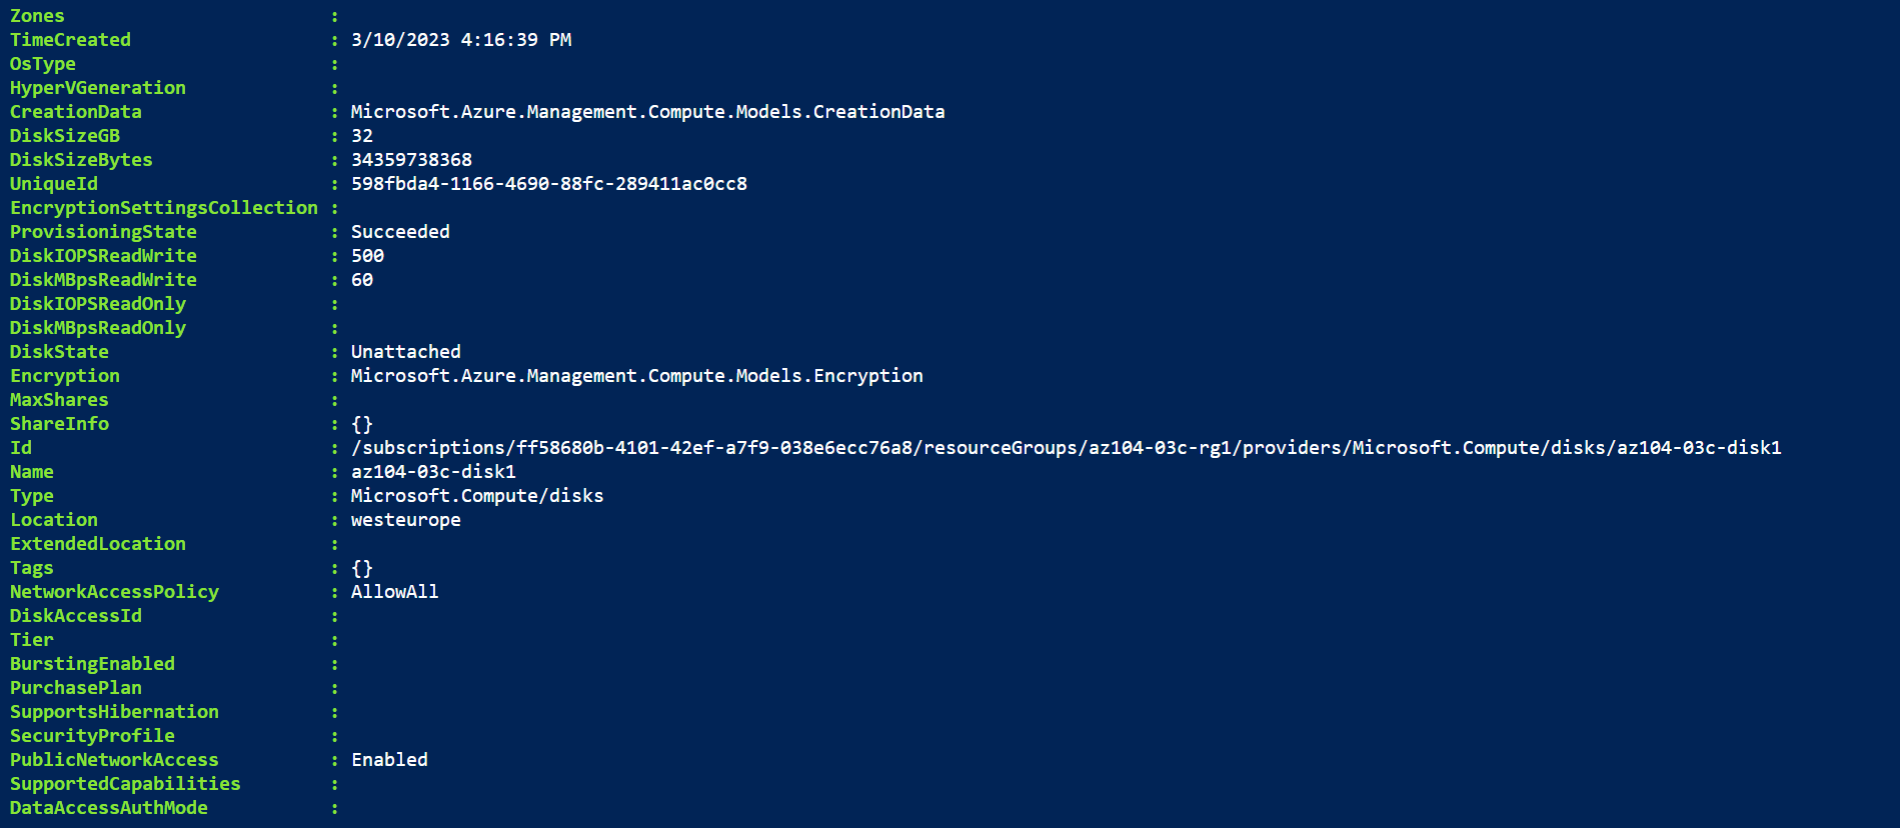 Zones                       :
TimeCreated                 : 3/10/2023 4:16:39 PM
OsType                      :
HyperVGeneration            :
CreationData                : Microsoft.Azure.Management.Compute.Models.CreationData
DiskSizeGB                  : 32
DiskSizeBytes               : 34359738368
UniqueId                    : 598fbda4-1166-4690-88fc-289411ac0cc8
EncryptionSettingsCollection :
ProvisioningState           : Succeeded
DiskIOPSReadWrite           : 500
DiskMBpsReadWrite           : 60
DiskIOPSReadOnly            :
DiskMBpsReadOnly            :
DiskState                   : Unattached
Encryption                  : Microsoft.Azure.Management.Compute.Models.Encryption
MaxShares                   :
ShareInfo                   : {}
Id                          : /subscriptions/ff58680b-4101-42ef-a7f9-038e6ecc76a8/resourceGroups/az104-03c-rg1/providers/Microsoft.Compute/disks/az104-03c-disk1
Name                        : az104-03c-disk1
Type                        : Microsoft.Compute/disks
Location                    : westeurope
ExtendedLocation            :
Tags                        : {}
NetworkAccessPolicy         : AllowAll
DiskAccessId                :
Tier                        :
BurstingEnabled             :
PurchasePlan                :
SupportsHibernation         :
SecurityProfile             :
PublicNetworkAccess         : Enabled
SupportedCapabilities       :
DataAccessAuthMode          :